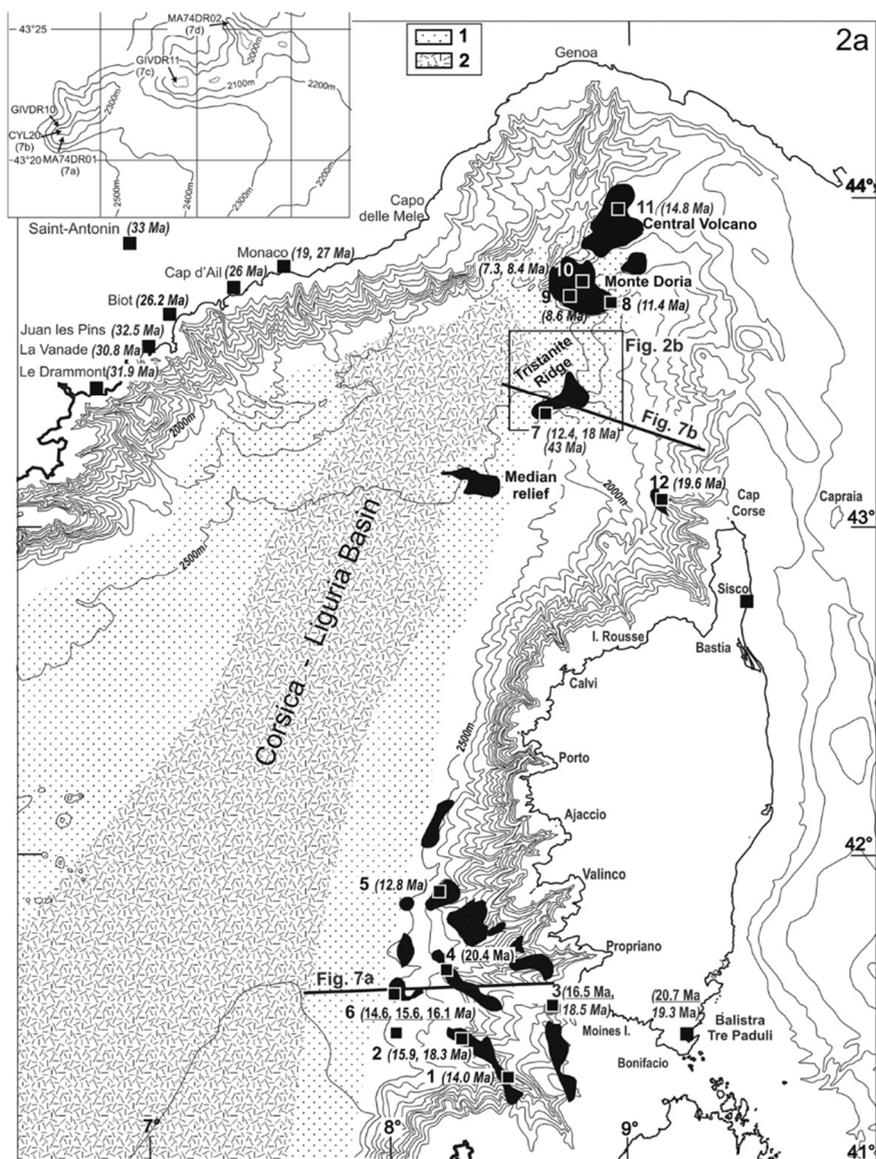 MA74DR02
(7d)
43°25
GIVDR11
(7c)
2000m
2100m
2200m
2300m
GIVDR10
CYL20
(7b)
43°20
MA74DR01
(7a)
2500m
2400m
2300m
2200m
1
2
2a
Genoa
44°
Capo
delle Mele
Saint-Antonin (33 Ma)
Monaco (19, 27 Ma)
Cap d'Ail (26 Ma)
Biot (26.2 Ma)
Juan les Pins (32.5 Ma)
La Vanade (30.8 Ma)
Le Drammont (31.9 Ma)
11 (14.8 Ma)
Central Volcano
(7.3, 8.4 Ma) 10
Monte Doria
9
(8.6 Ma)
8 (11.4 Ma)
Fig. 2b
Tristanite
Ridge
Fig. 7b
7 (12.4, 18 Ma)
(43 Ma)
2000m
Median
relief
2000m
12 (19.6 Ma)
Cap
Corse
Capraia
43°
2500m
Corsica - Liguria Basin
Sisco
I. Rousse
Bastia
Calvi
2500m
Porto
Ajaccio
42°
Valinco
5 (12.8 Ma)
Propriano
4 (20.4 Ma)
Fig. 7a
3 (16.5 Ma,
18.5 Ma)
(20.7 Ma
19.3 Ma)
6 (14.6, 15.6, 16.1 Ma)
Moines I.
Balistra
Tre Paduli
2
(15.9, 18.3 Ma)
Bonifacio
1 (14.0 Ma)
7°
8°
9°
41°